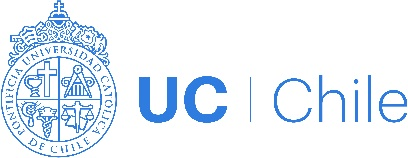 PONTIFICIA UNIVERSIDAD CATOLICA
DE CHILE
UC | Chile